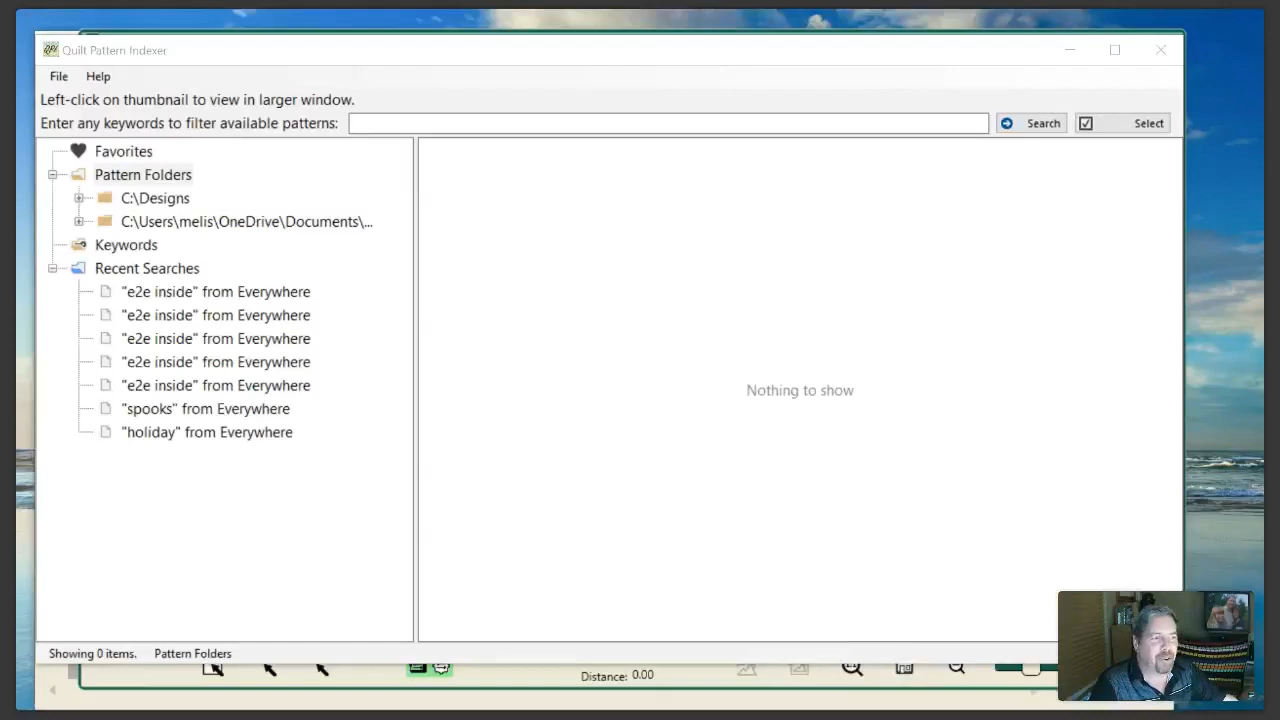 Quilt Pattern Indexer
File Help
Left-click on thumbnail to view in larger window.
Enter any keywords to filter available patterns: Search Select
Favorites
Pattern Folders
C:\Designs
C:\Users\melis\OneDrive\Documents\...
Keywords
Recent Searches
"e2e inside" from Everywhere
"e2e inside" from Everywhere
"e2e inside" from Everywhere
"e2e inside" from Everywhere
"e2e inside" from Everywhere
"spooks" from Everywhere
"holiday" from Everywhere
Nothing to show
Showing 0 items. Pattern Folders
Distance: 0.00